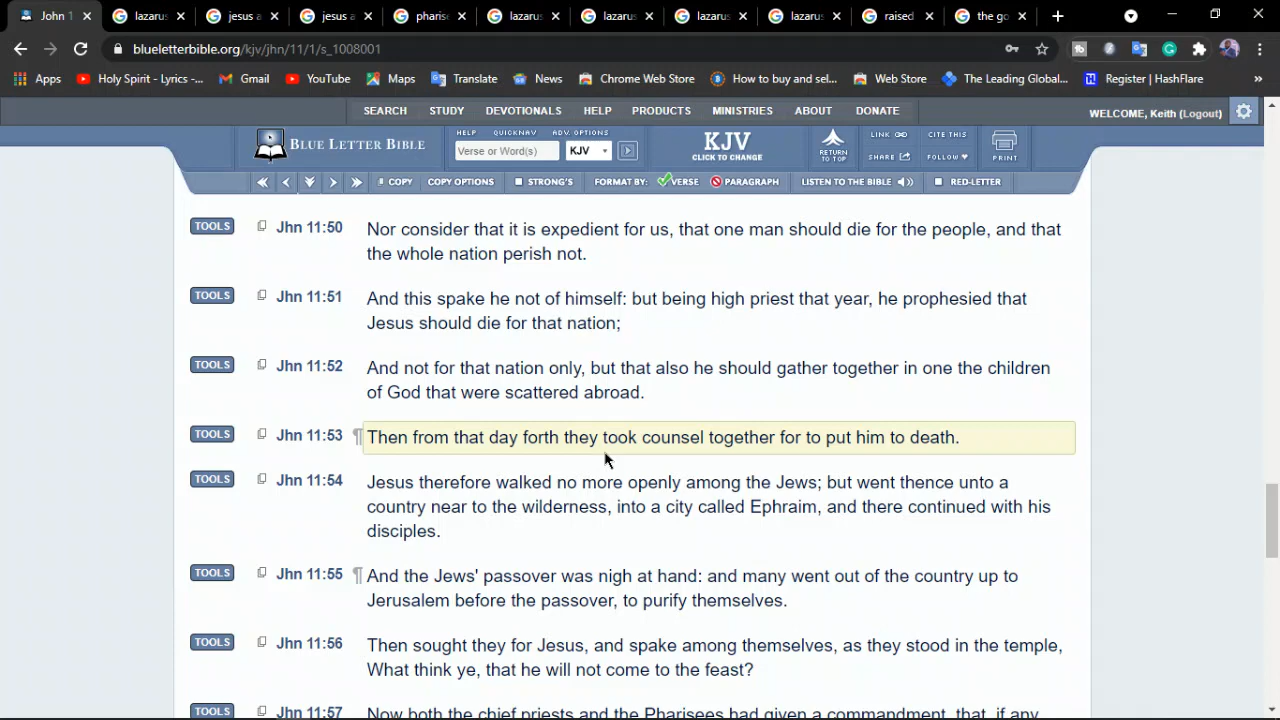 John 1
lazarus
jesus a
jesus a
pharise
lazarus
lazarus
lazarus
lazarus
raised
the go
blueletterbible.org/kjv/jhn/11/1/s_1008001
Apps
Holy Spirit - Lyrics -...
Gmail
YouTube
Maps
Translate
News
Chrome Web Store
How to buy and sel...
Web Store
The Leading Global...
Register | HashFlare
»
SEARCH STUDY DEVOTIONALS HELP PRODUCTS MINISTRIES ABOUT DONATE
WELCOME, Keith (Logout)
BLUE LETTER BIBLE
HELP QUICKNAV ADV. OPTIONS
Verse or Word(s)
KJV
KJV
CLICK TO CHANGE
RETURN
TO TOP
LINK
CITE THIS
SHARE
FOLLOW
PRINT
COPY COPY OPTIONS STRONG'S FORMAT BY: VERSE PARAGRAPH LISTEN TO THE BIBLE RED-LETTER
TOOLS Jhn 11:50 Nor consider that it is expedient for us, that one man should die for the people, and that
the whole nation perish not.
TOOLS Jhn 11:51 And this spake he not of himself: but being high priest that year, he prophesied that
Jesus should die for that nation;
TOOLS Jhn 11:52 And not for that nation only, but that also he should gather together in one the children
of God that were scattered abroad.
TOOLS Jhn 11:53 ¶ Then from that day forth they took counsel together for to put him to death.
TOOLS Jhn 11:54 Jesus therefore walked no more openly among the Jews; but went thence unto a
country near to the wilderness, into a city called Ephraim, and there continued with his
disciples.
TOOLS Jhn 11:55 ¶ And the Jews' passover was nigh at hand: and many went out of the country up to
Jerusalem before the passover, to purify themselves.
TOOLS Jhn 11:56 Then sought they for Jesus, and spake among themselves, as they stood in the temple,
What think ye, that he will not come to the feast?
TOOLS Jhn 11:57 Now both the chief priests and the Pharisees had given a commandment, that, if any